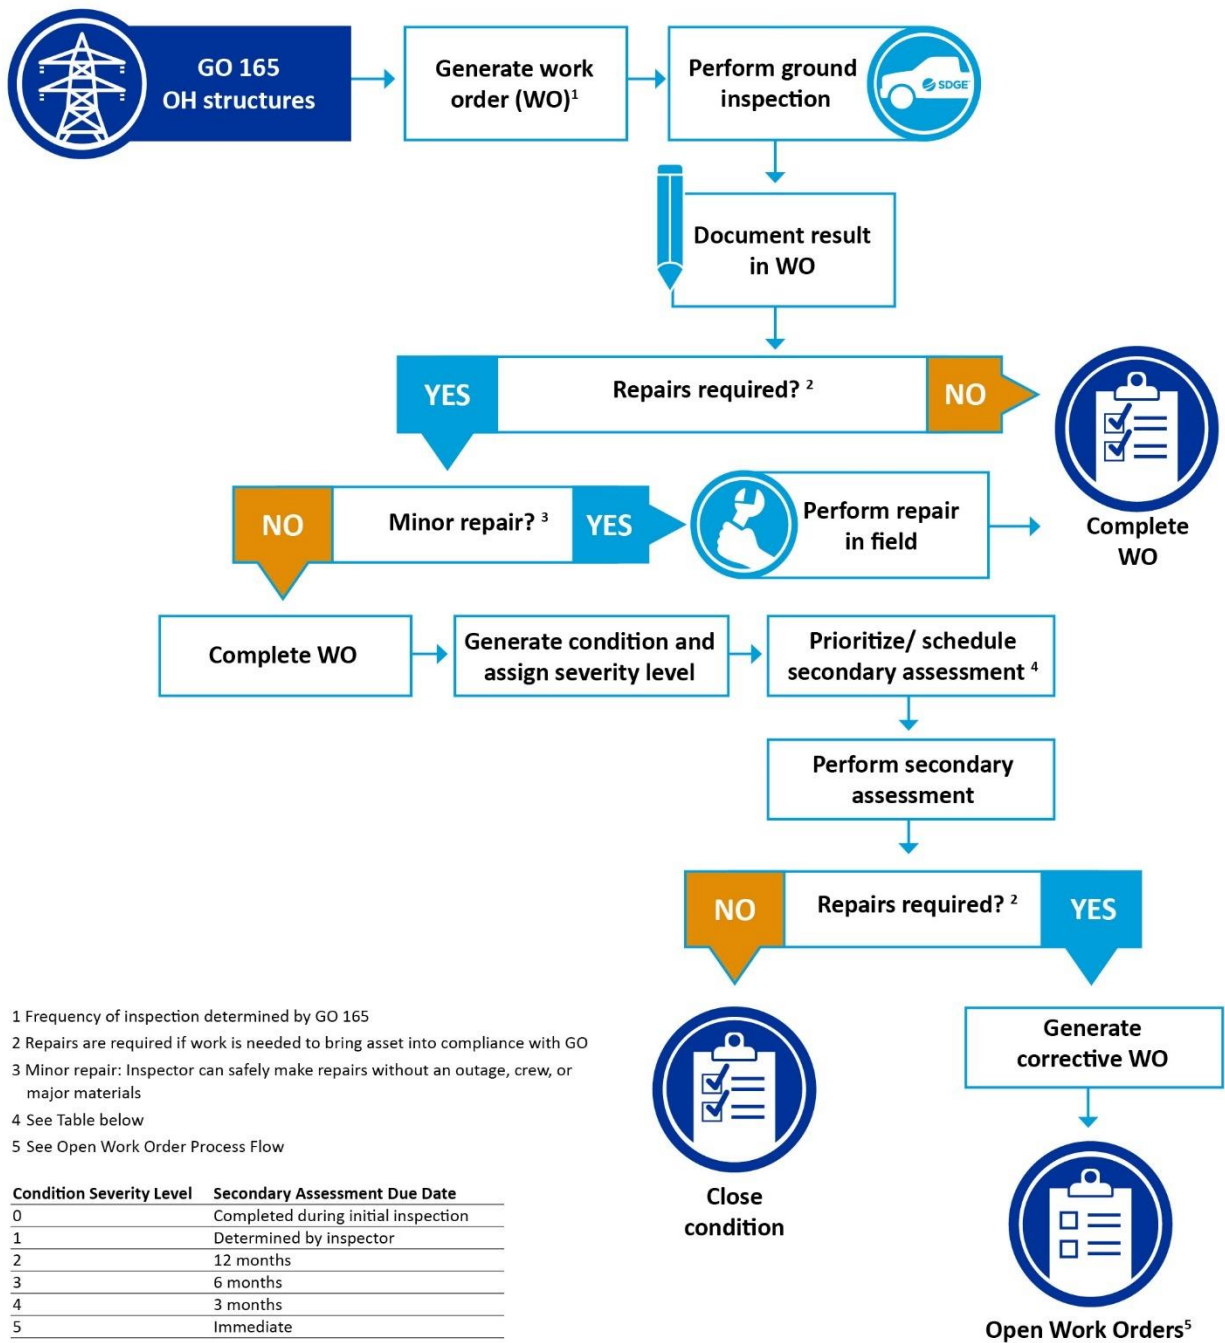 GO 165
OH structures
Generate work
order (WO)1
Perform ground
inspection
SDGE
Document result
in WO
YES
Repairs required? 2
NO
NO
Minor repair? 3
YES
Perform repair
in field
Complete
WO
Complete WO
Generate condition and
assign severity level
Prioritize/ schedule
secondary assessment 4
Perform secondary
assessment
NO
Repairs required? 2
YES
Generate
corrective WO
Close
condition
Open Work Orders5
1 Frequency of inspection determined by GO 165
2 Repairs are required if work is needed to bring asset into compliance with GO
3 Minor repair: Inspector can safely make repairs without an outage, crew, or
major materials
4 See Table below
5 See Open Work Order Process Flow
Condition Severity Level Secondary Assessment Due Date
0 Completed during initial inspection
1 Determined by inspector
2 12 months
3 6 months
4 3 months
5 Immediate